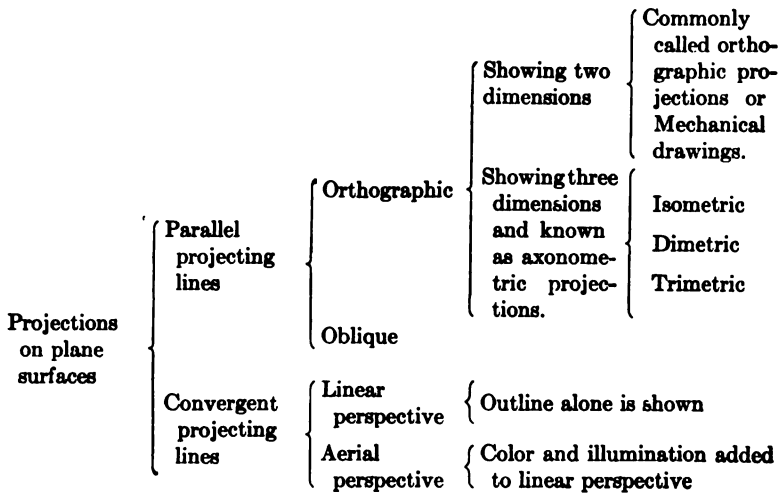 Projections
on plane
surfaces
Parallel
projecting
lines
Orthographic
Showing two
dimensions
Commonly
called ortho-
graphic pro-
jections or
Mechanical
drawings.
Showing three
dimensions
and known
as axonome-
tric projec-
tions.
Isometric
Dimetric
Trimetric
Oblique
Convergent
projecting
lines
Linear
perspective
Outline alone is shown
Aerial
perspective
Color and illumination added
to linear perspective